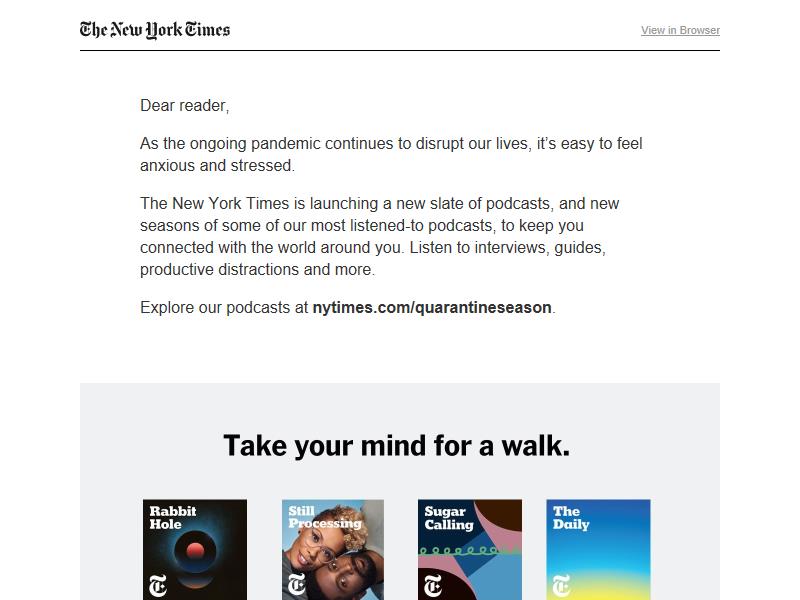 The New York Times
View in Browser
Dear reader,
As the ongoing pandemic continues to disrupt our lives, it’s easy to feel
anxious and stressed.
The New York Times is launching a new slate of podcasts, and new
seasons of some of our most listened-to podcasts, to keep you
connected with the world around you. Listen to interviews, guides,
productive distractions and more.
Explore our podcasts at nytimes.com/quarantineseason.
Take your mind for a walk.
Rabbit
Hole
T
Still
Processing
T
Sugar
Calling
T
The
Daily
T